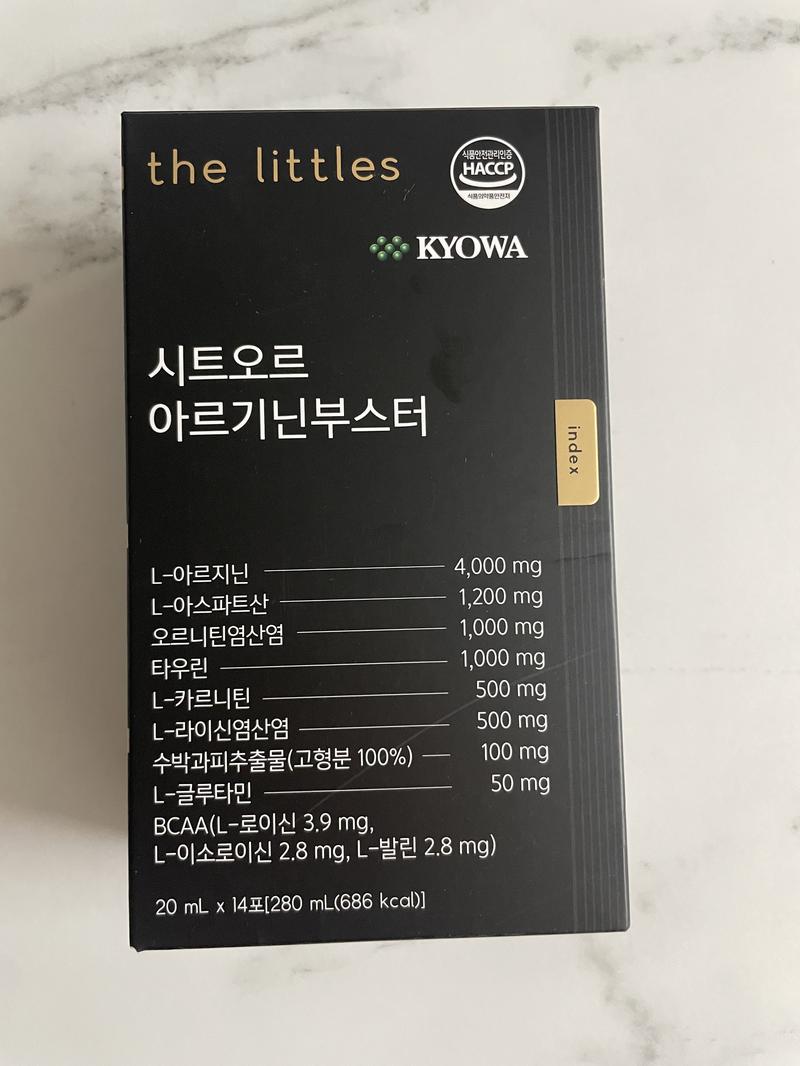 the littles
식품안전관리인증
HACCP
식품의약품안전처
KYOWA
시트오르
아르기닌부스터
index
L-아르지닌 4,000 mg
L-아스파트산 1,200 mg
오르니틴염산염 1,000 mg
타우린 1,000 mg
L-카르니틴 500 mg
L-라이신염산염 500 mg
수박과피추출물(고형분 100%) 100 mg
L-글루타민 50 mg
BCAA(L-로이신 3.9 mg,
L-이소로이신 2.8 mg, L-발린 2.8 mg)
20 mL x 14포[280 mL(686 kcal)]